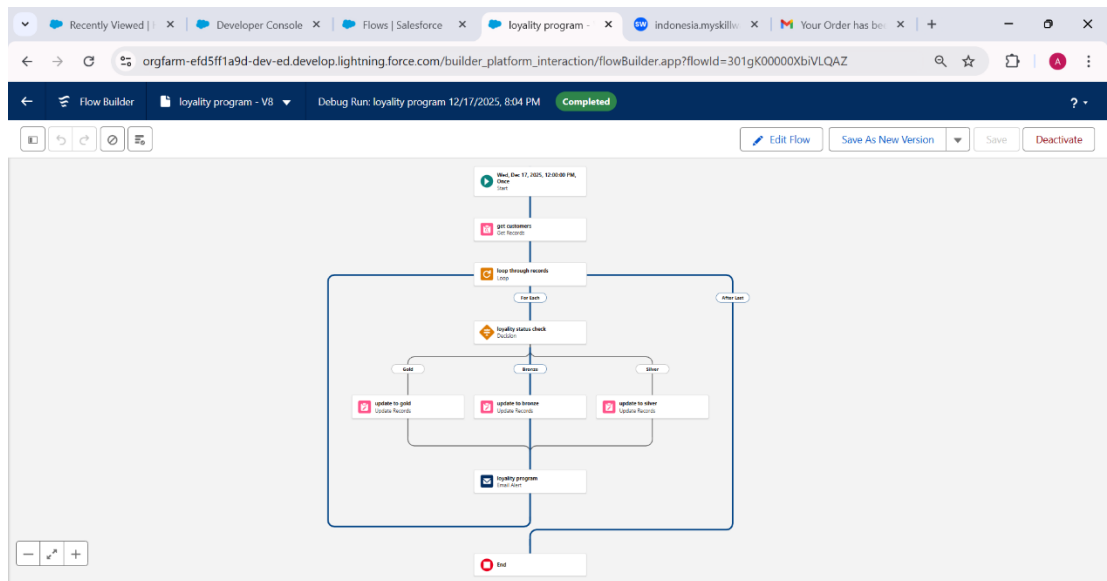 Recently Viewed |
Developer Console
Flows | Salesforce
loyality program -
SW
indonesia.myskillw
M Your Order has be
orgfarm-efd5ff1a9d-dev-ed.develop.lightning.force.com/builder_platform_interaction/flowBuilder.app?flowId=301gK00000XbiVLQAZ
A
Flow Builder
loyality program - V8
Debug Run: loyality program 12/17/2025, 8:04 PM
Completed
?
Edit Flow
Save As New Version
Save
Deactivate
Wed, Dec 17, 2025, 12:00:00 PM,
Once
Start
get customers
Get Records
loop through records
Loop
For Each
After Last
loyality status check
Decision
Gold
Bronze
Silver
update to gold
Update Records
update to bronze
Update Records
update to silver
Update Records
loyality program
Email Alert
End